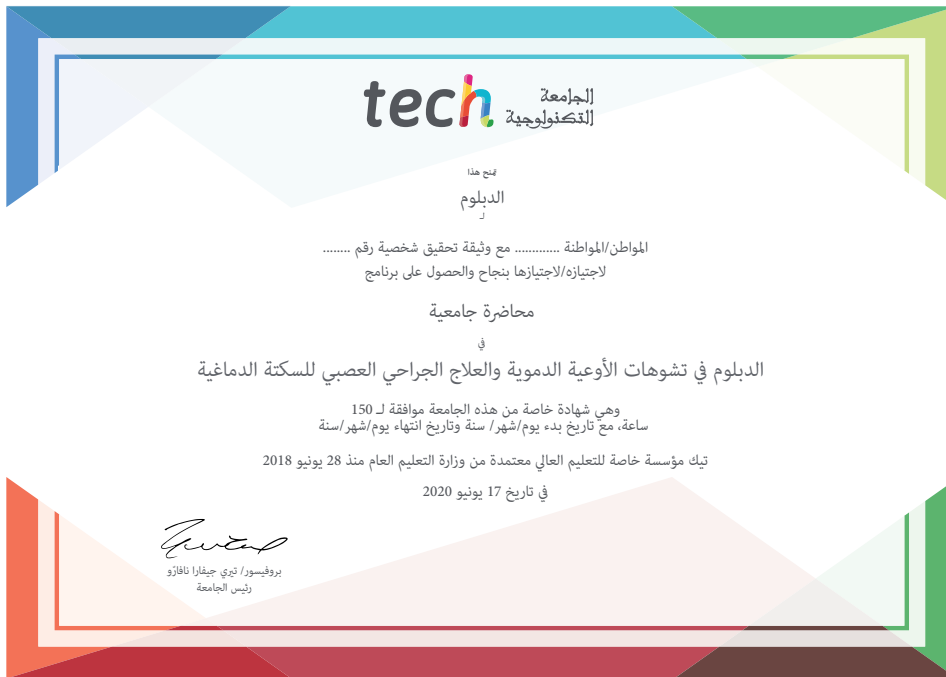 tech الجامعة
التكنولوجية
يمنح هذا
الدبلوم
لـ
المواطن/المواطنة ............. مع وثيقة تحقيق شخصية رقم ........
لاجتيازه/لاجتيازها بنجاح والحصول على برنامج
محاضرة جامعية
في
الدبلوم في تشوهات الأوعية الدموية والعلاج الجراحي العصبي للسكتة الدماغية
وهي شهادة خاصة من هذه الجامعة موافقة لـ 150
ساعة، مع تاريخ بدء يوم/شهر/ سنة وتاريخ انتهاء يوم/شهر/سنة
تيك مؤسسة خاصة للتعليم العالي معتمدة من وزارة التعليم العام منذ 28 يونيو 2018
في تاريخ 17 يونيو 2020
بروفيسور/ تيري جيفارا نافارّو
رئيس الجامعة